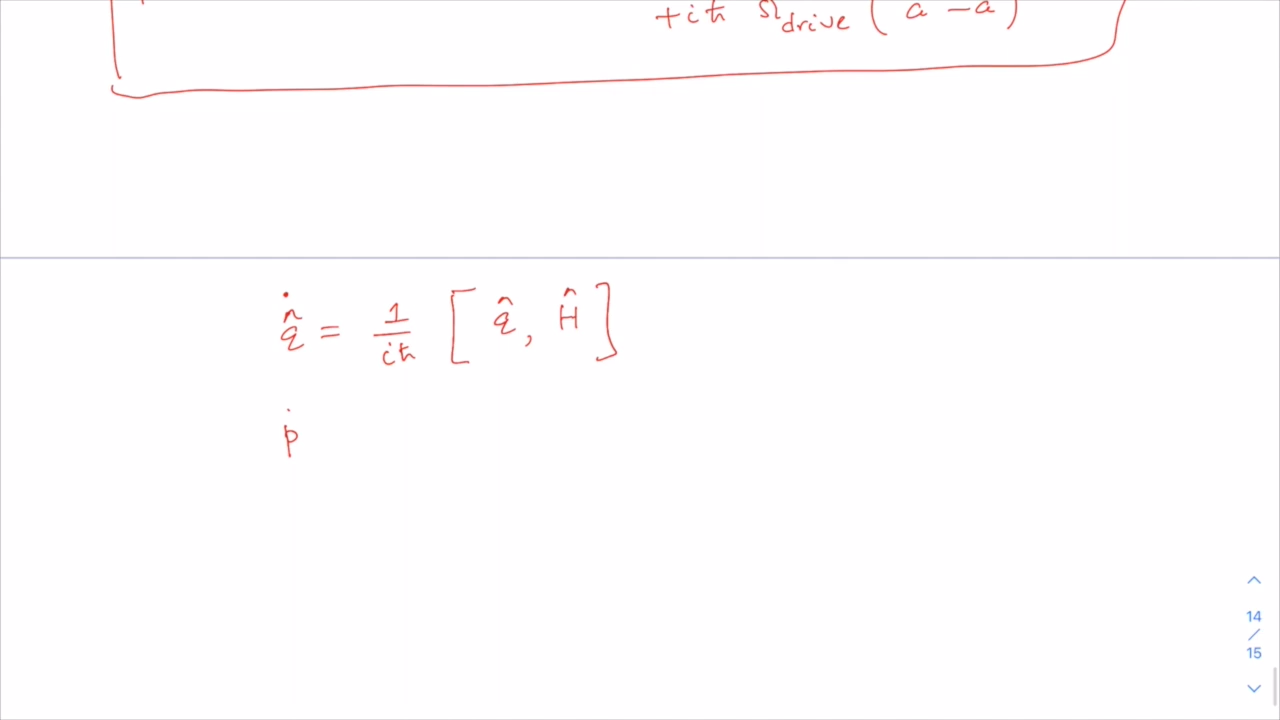 +iℏ Ω_drive ( a − a )
q̂̇ = 1/iℏ [ q̂, Ĥ ]
ṗ
14
/
15